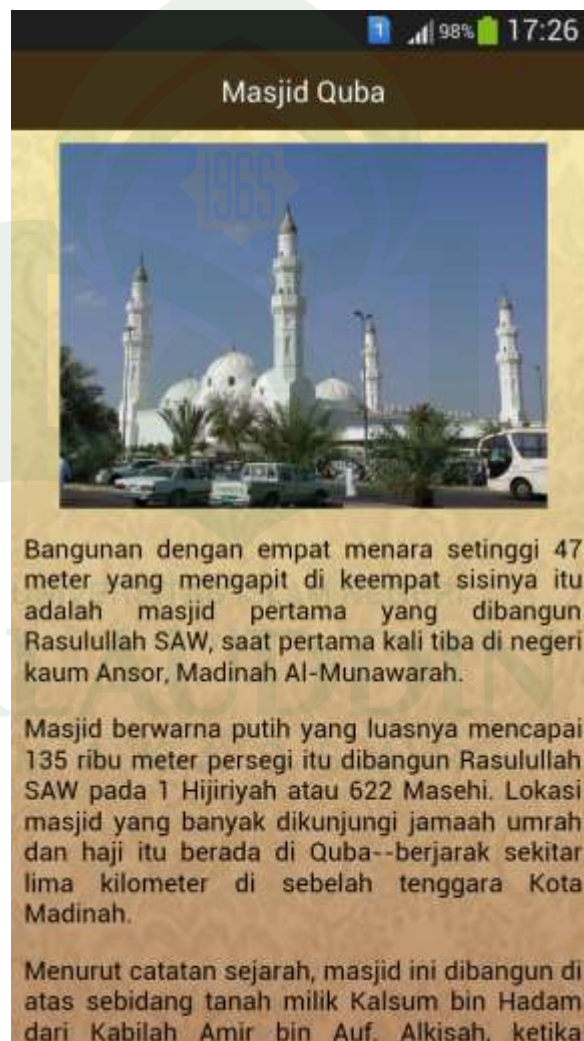 1 98% 17:26
Masjid Quba
1965
Bangunan dengan empat menara setinggi 47
meter yang mengapit di keempat sisinya itu
adalah masjid pertama yang dibangun
Rasulullah SAW, saat pertama kali tiba di negeri
kaum Ansor, Madinah Al-Munawarah.
Masjid berwarna putih yang luasnya mencapai
135 ribu meter persegi itu dibangun Rasulullah
SAW pada 1 Hijiriyah atau 622 Masehi. Lokasi
masjid yang banyak dikunjungi jamaah umrah
dan haji itu berada di Quba--berjarak sekitar
lima kilometer di sebelah tenggara Kota
Madinah.
Menurut catatan sejarah, masjid ini dibangun di
atas sebidang tanah milik Kalsum bin Hadam
dari Kabilah Amir bin Auf. Alkisah, ketika